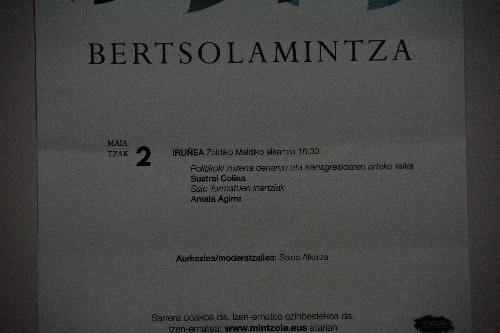 BERTSOLAMINTZA
MAIA-
TZAK 2
IRUÑEA Zaldiko Maldiko elkartea 18:30
Politikoki zuzena denaren eta transgresioaren arteko talka
Sustrai Colina
Saio-formatuen inertziak
Amaia Agirre
Aurkezlea/moderatzailea: Saioa Alkaiza
Sarrera doakoa da. Izen-ematea ezinbestekoa da.
Izen-ematea: www.mintzola.eus atarian